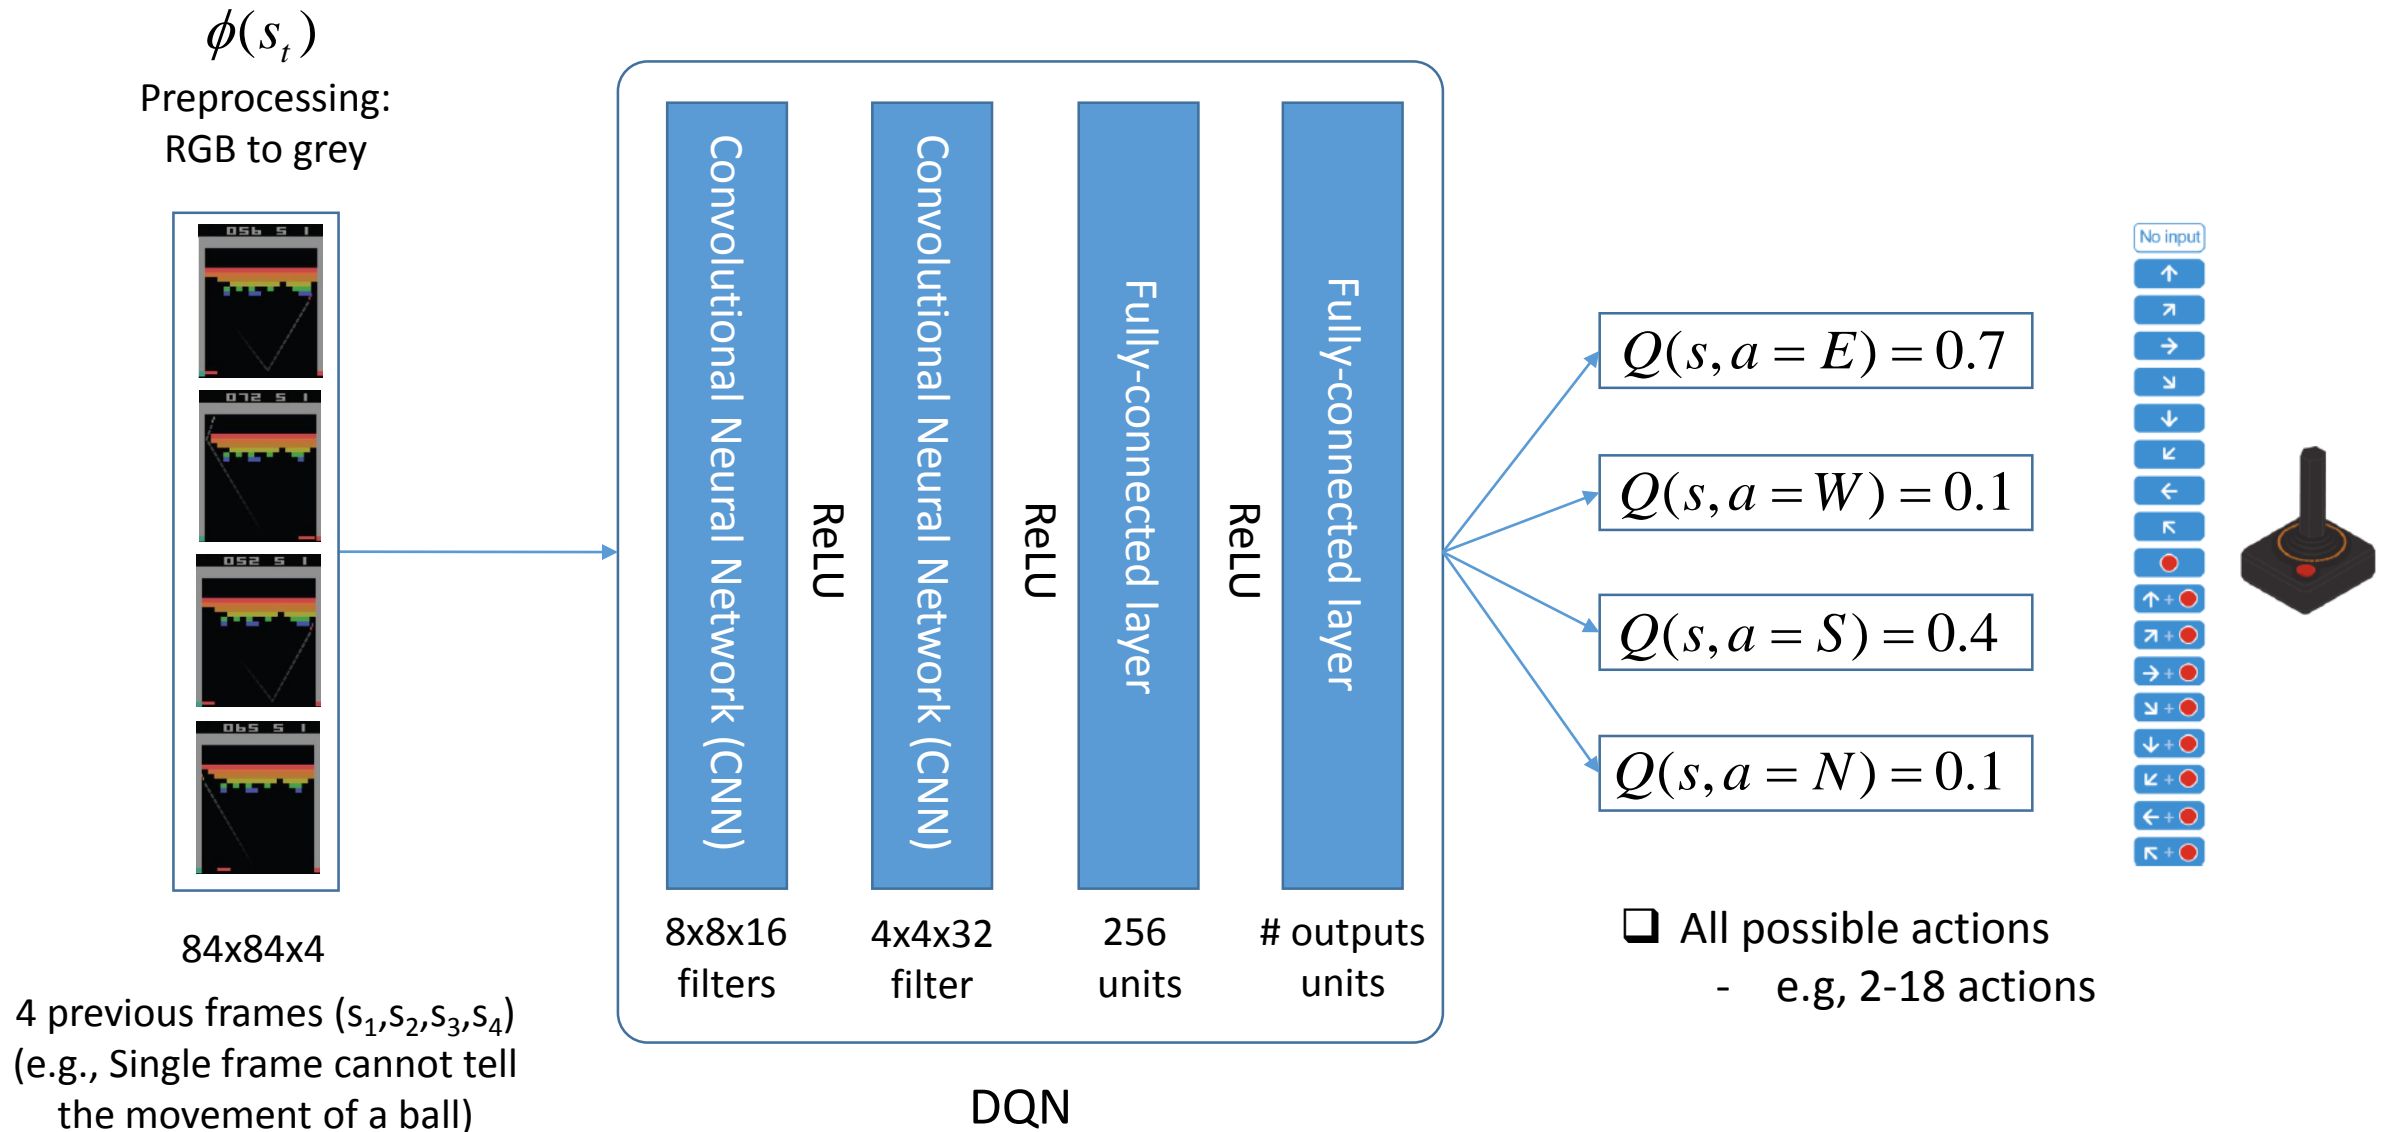 ϕ(sₜ)
Preprocessing:
RGB to grey
84x84x4
4 previous frames (s₁,s₂,s₃,s₄)
(e.g., Single frame cannot tell
the movement of a ball)
Convolutional Neural Network (CNN)
ReLU
Convolutional Neural Network (CNN)
ReLU
Fully-connected layer
ReLU
Fully-connected layer
8x8x16
filters
4x4x32
filter
256
units
# outputs
units
DQN
Q(s, a = E) = 0.7
Q(s, a = W) = 0.1
Q(s, a = S) = 0.4
Q(s, a = N) = 0.1
❑ All possible actions
- e.g, 2-18 actions
No input
↑
↗
→
↘
↓
↙
←
↖
↑ +
↗ +
→ +
↘ +
↓ +
↙ +
← +
↖ +